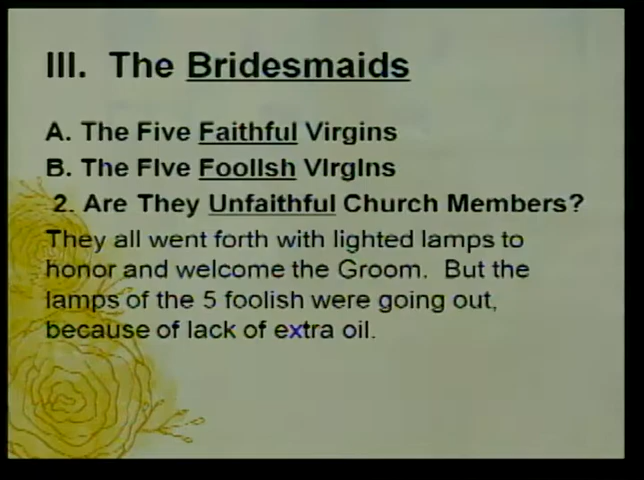 III. The Bridesmaids
A. The Five Faithful Virgins
B. The FIve FoolIsh VIrgIns
2. Are They Unfaithful Church Members?
They all went forth with lighted lamps to
honor and welcome the Groom. But the
lamps of the 5 foolish were going out,
because of lack of extra oil.